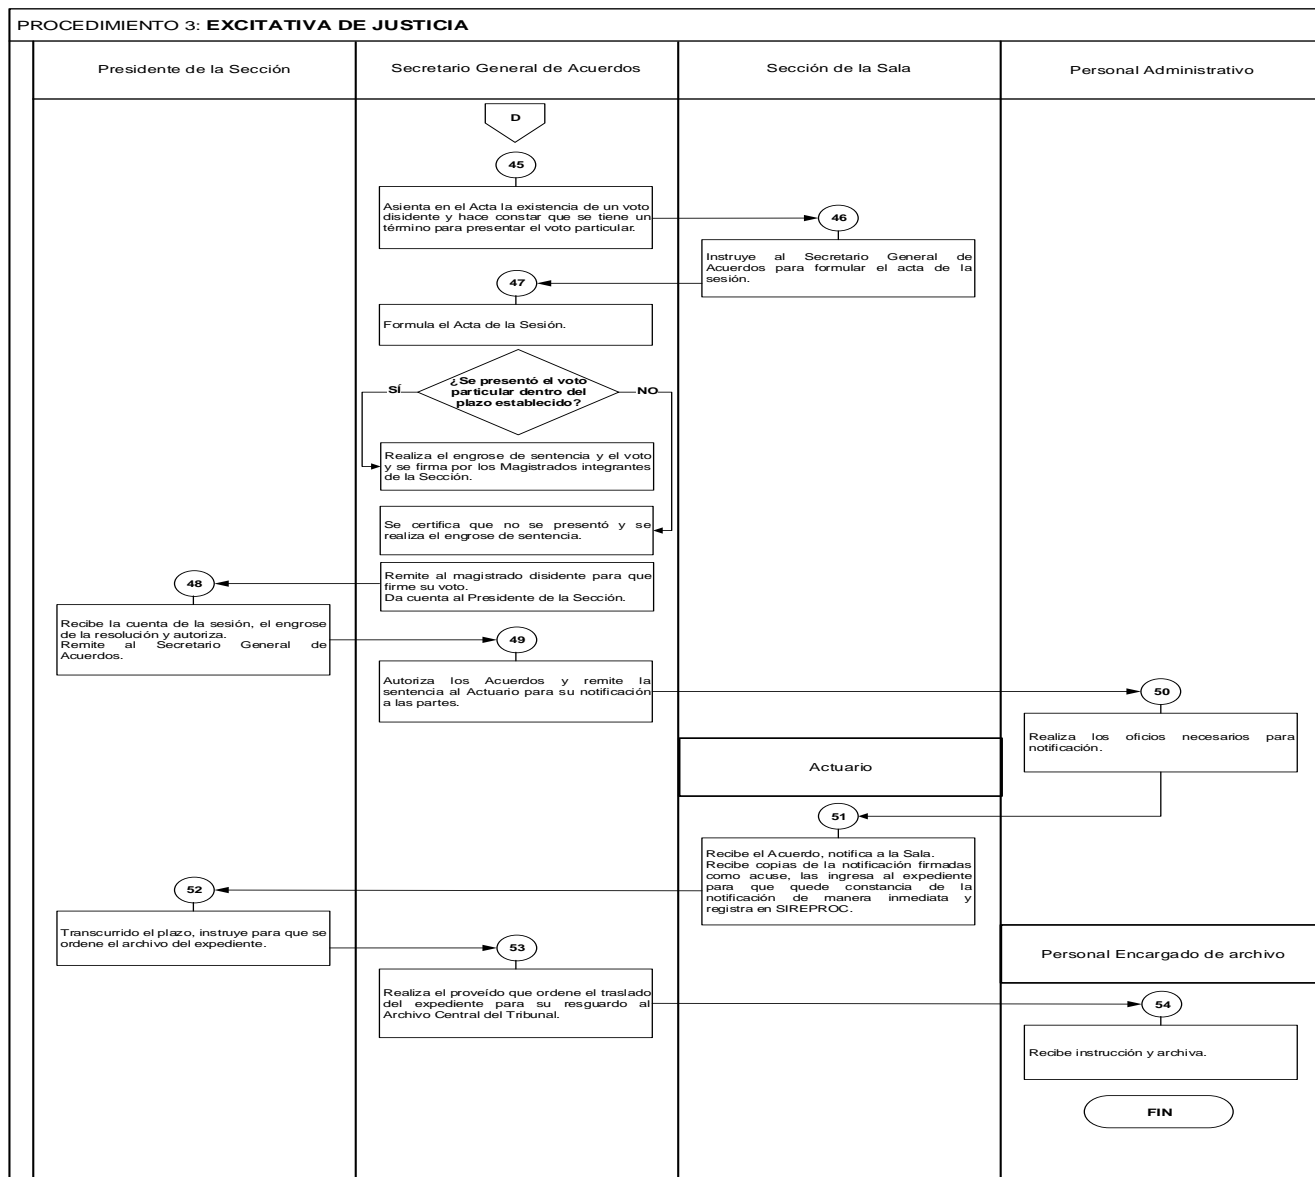 PROCEDIMIENTO 3: EXCITATIVA DE JUSTICIA
Presidente de la Sección
Secretario General de Acuerdos
Sección de la Sala
Personal Administrativo
D
45
Asienta en el Acta la existencia de un voto
disidente y hace constar que se tiene un
término para presentar el voto particular.
46
Instruye al Secretario General de
Acuerdos para formular el acta de la
sesión.
47
Formula el Acta de la Sesión.
¿Se presentó el voto
particular dentro del
plazo establecido?
SÍ
NO
Realiza el engrose de sentencia y el voto
y se firma por los Magistrados integrantes
de la Sección.
Se certifica que no se presentó y se
realiza el engrose de sentencia.
Remite al magistrado disidente para que
firme su voto.
Da cuenta al Presidente de la Sección.
48
Recibe la cuenta de la sesión, el engrose
de la resolución y autoriza.
Remite al Secretario General de
Acuerdos.
49
Autoriza los Acuerdos y remite la
sentencia al Actuario para su notificación
a las partes.
50
Realiza los oficios necesarios para
notificación.
Actuario
51
Recibe el Acuerdo, notifica a la Sala.
Recibe copias de la notificación firmadas
como acuse, las ingresa al expediente
para que quede constancia de la
notificación de manera inmediata y
registra en SIREPROC.
52
Transcurrido el plazo, instruye para que se
ordene el archivo del expediente.
53
Realiza el proveído que ordene el traslado
del expediente para su resguardo al
Archivo Central del Tribunal.
Personal Encargado de archivo
54
Recibe instrucción y archiva.
FIN